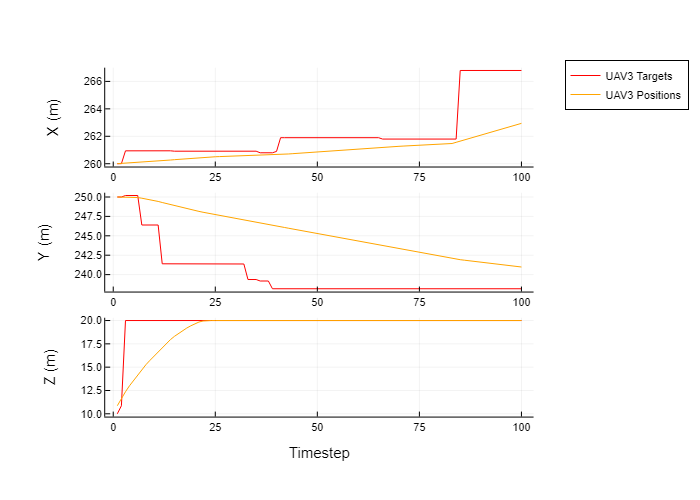 UAV3 Targets
UAV3 Positions
X (m)
266
264
262
260
0 25 50 75 100
Y (m)
250.0
247.5
245.0
242.5
240.0
0 25 50 75 100
Z (m)
20.0
17.5
15.0
12.5
10.0
0 25 50 75 100
Timestep